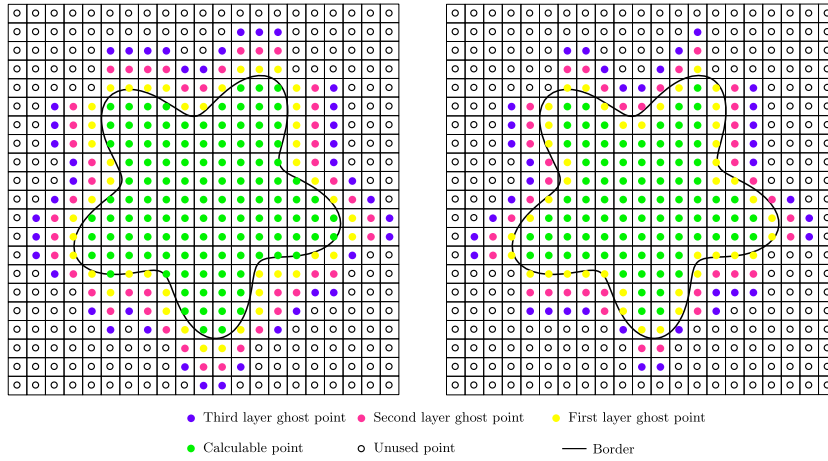 Third layer ghost point Second layer ghost point First layer ghost point
Calculable point Unused point Border